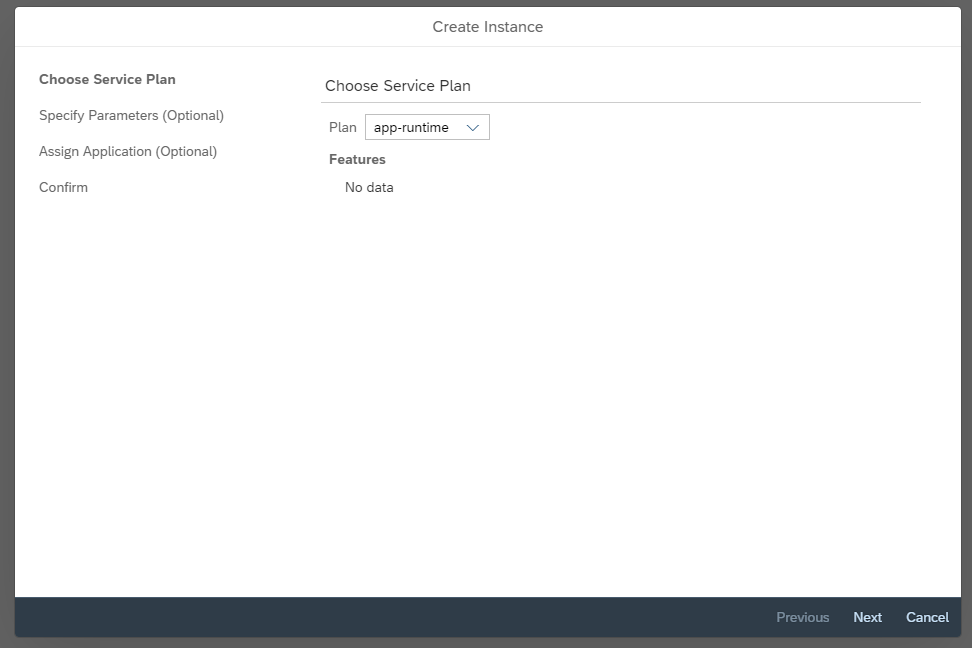 Create Instance
Choose Service Plan
Specify Parameters (Optional)
Assign Application (Optional)
Confirm
Choose Service Plan
Plan app-runtime
Features
No data
Previous Next Cancel